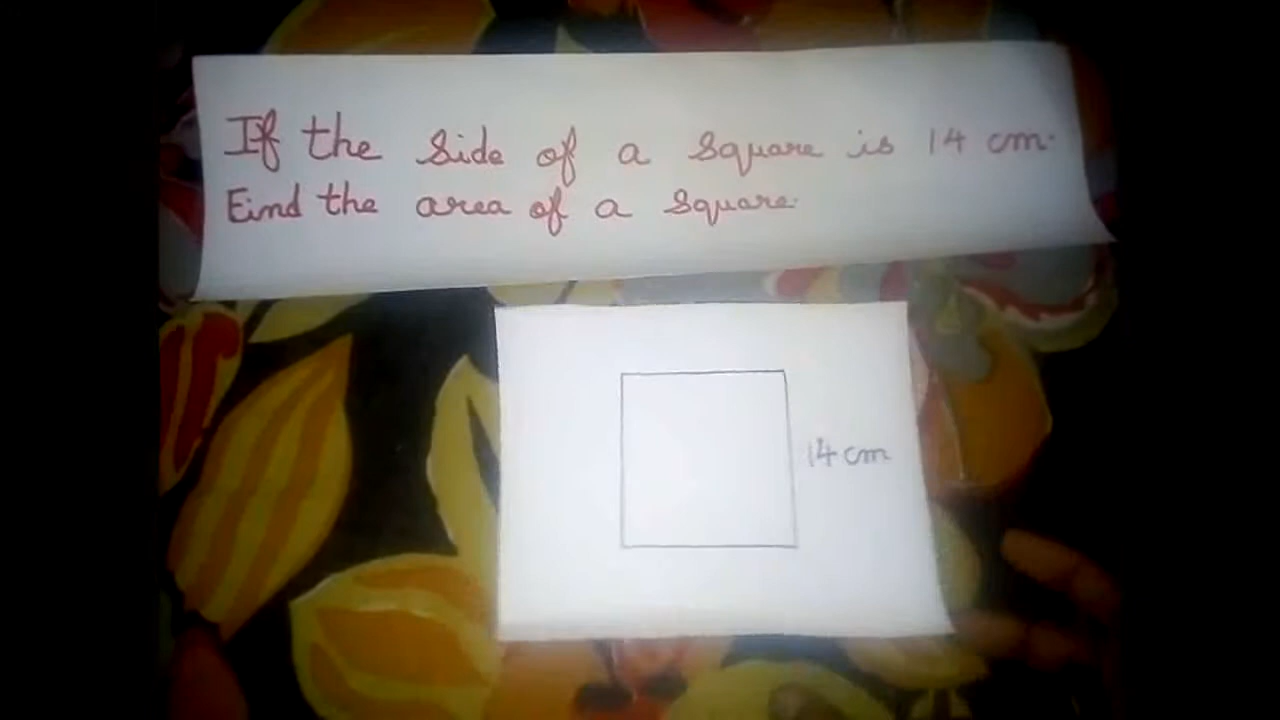 If the side of a square is 14 cm.
Find the area of a square.
14 cm